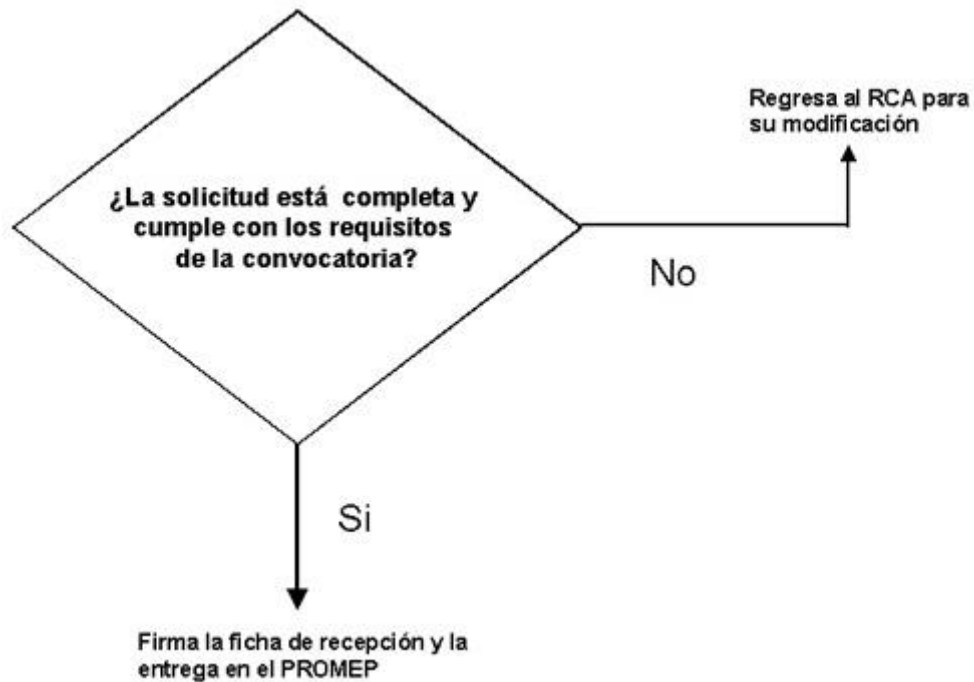 Regresa al RCA para
su modificación
¿La solicitud está completa y
cumple con los requisitos
de la convocatoria?
No
Si
Firma la ficha de recepción y la
entrega en el PROMEP